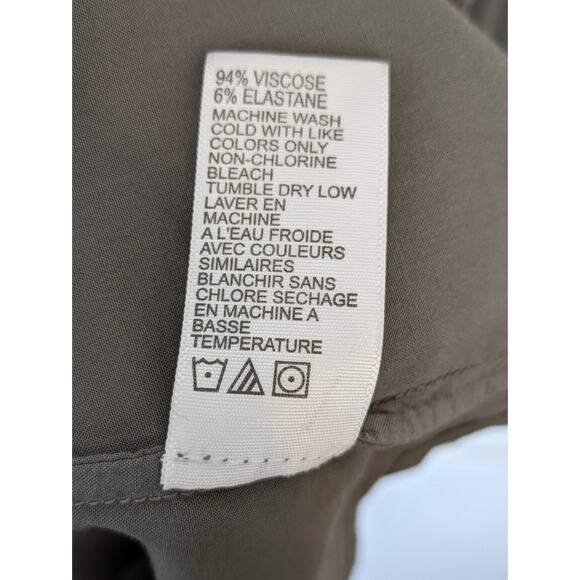 94% VISCOSE
6% ELASTANE
MACHINE WASH
COLD WITH LIKE
COLORS ONLY
NON-CHLORINE
BLEACH
TUMBLE DRY LOW
LAVER EN
MACHINE
A L'EAU FROIDE
AVEC COULEURS
SIMILAIRES
BLANCHIR SANS
CHLORE SECHAGE
EN MACHINE A
BASSE
TEMPERATURE